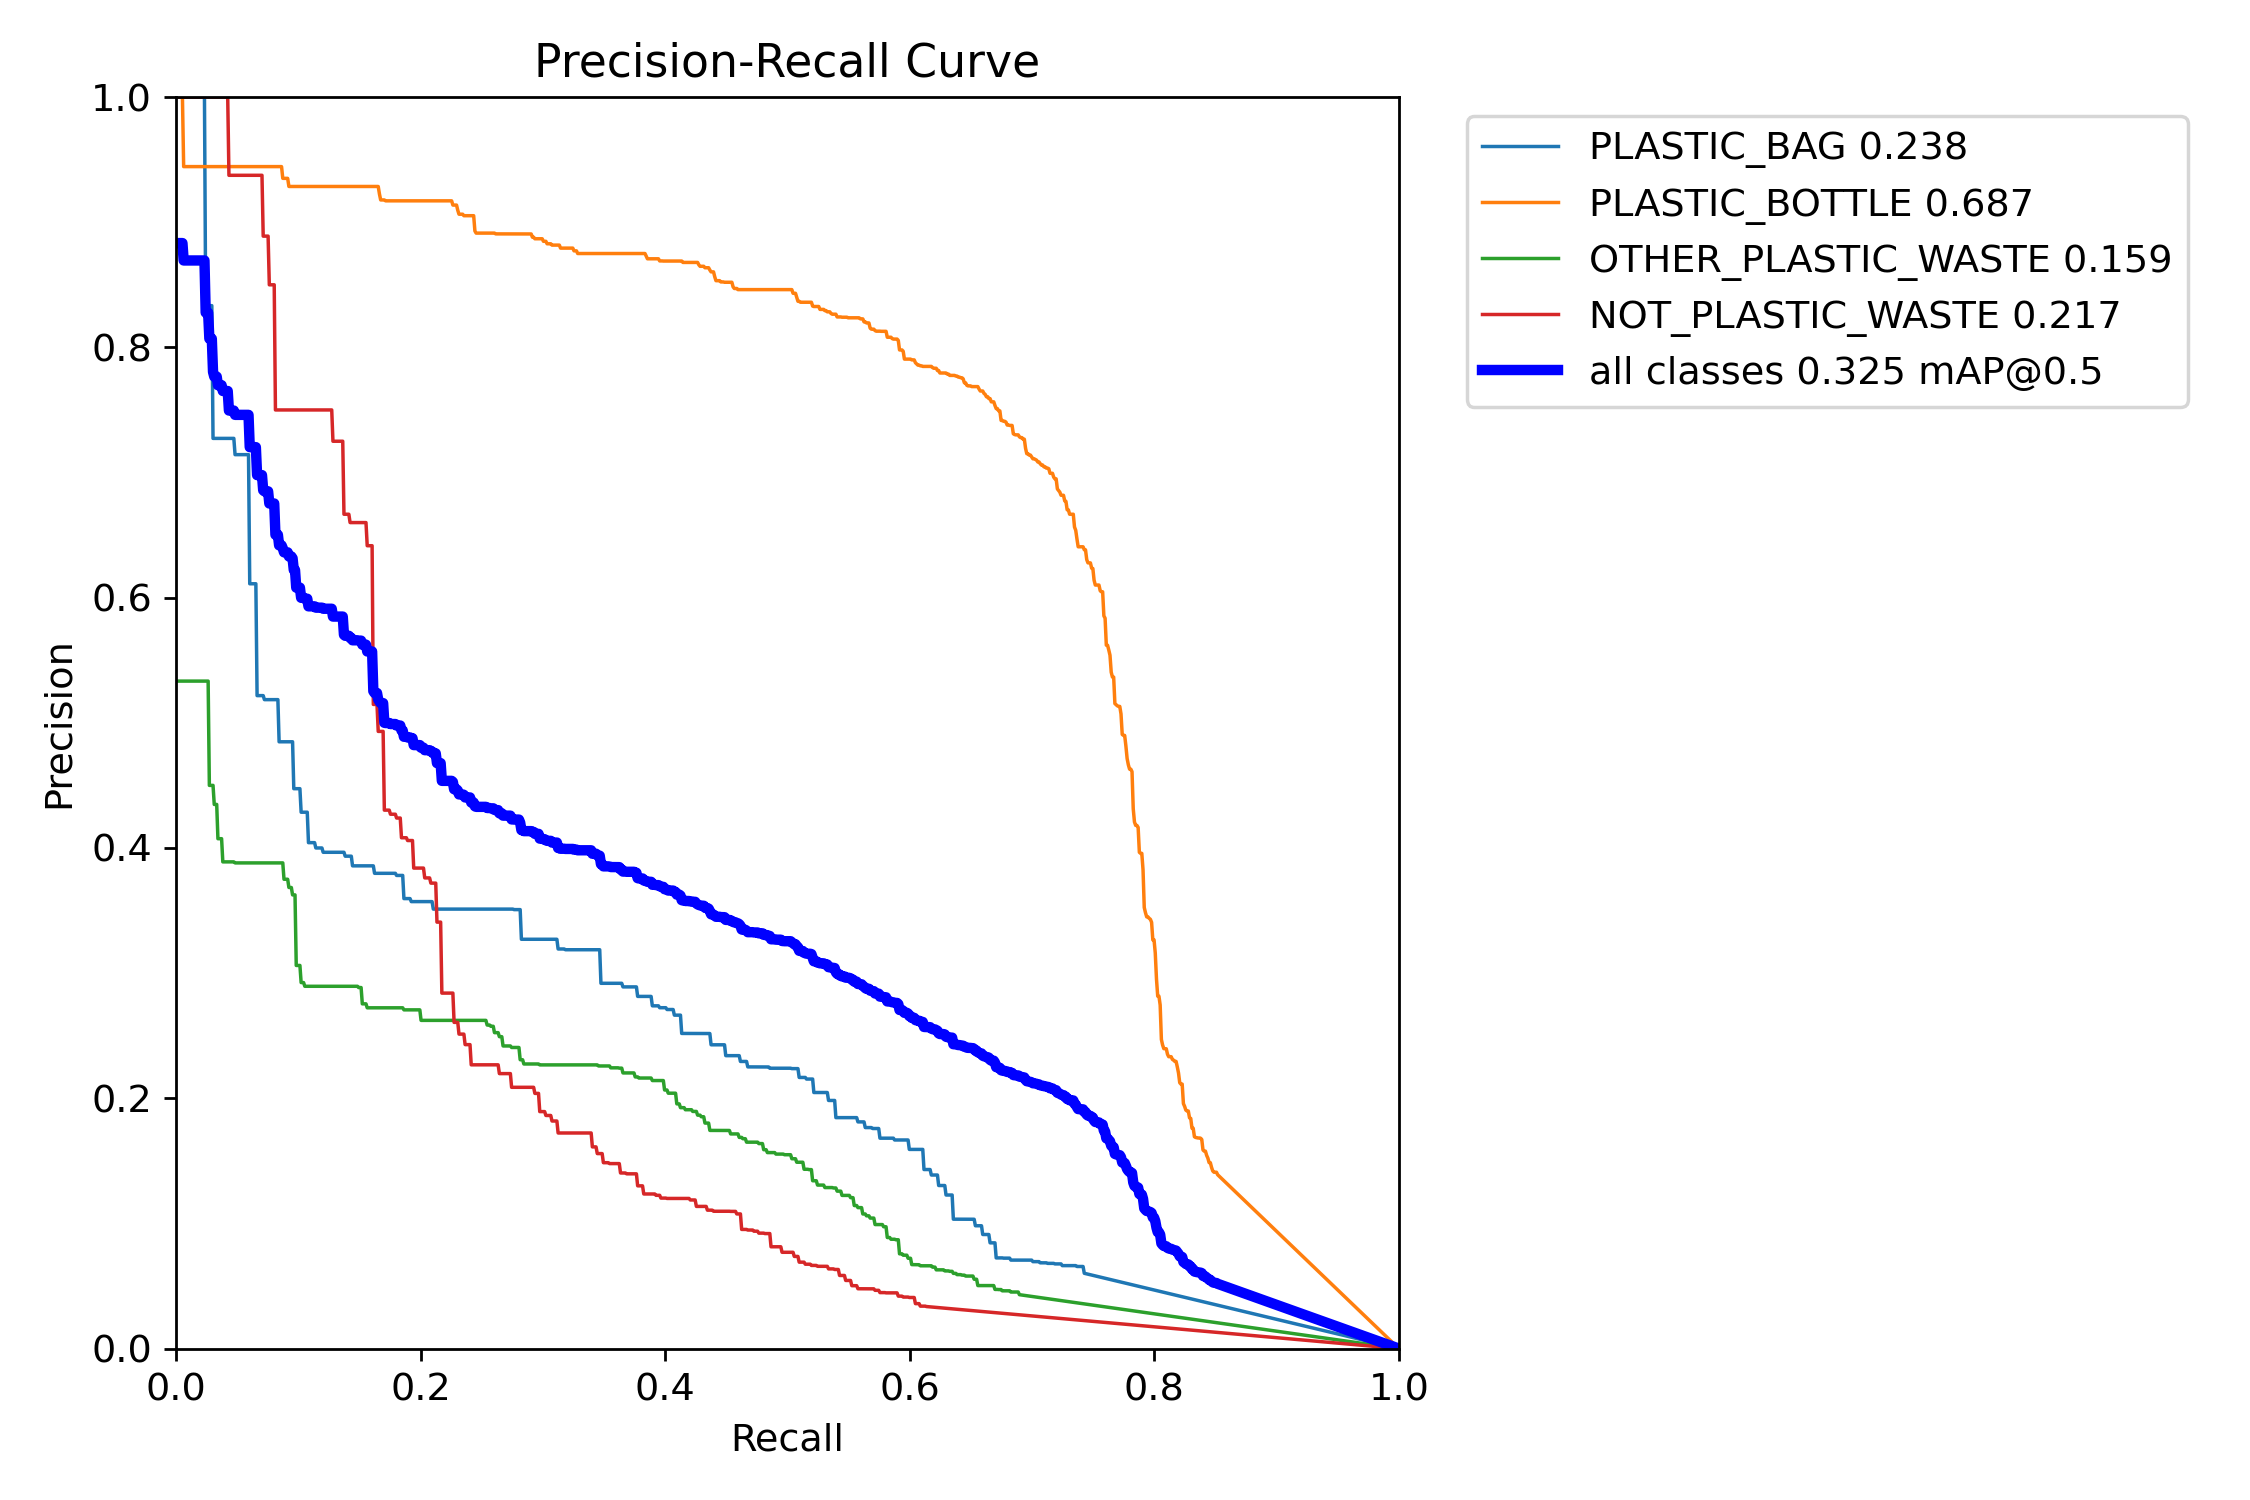 Precision-Recall Curve
1.0
0.8
0.6
0.4
0.2
0.0
Precision
0.0 0.2 0.4 0.6 0.8 1.0
Recall
PLASTIC_BAG 0.238
PLASTIC_BOTTLE 0.687
OTHER_PLASTIC_WASTE 0.159
NOT_PLASTIC_WASTE 0.217
all classes 0.325 mAP@0.5